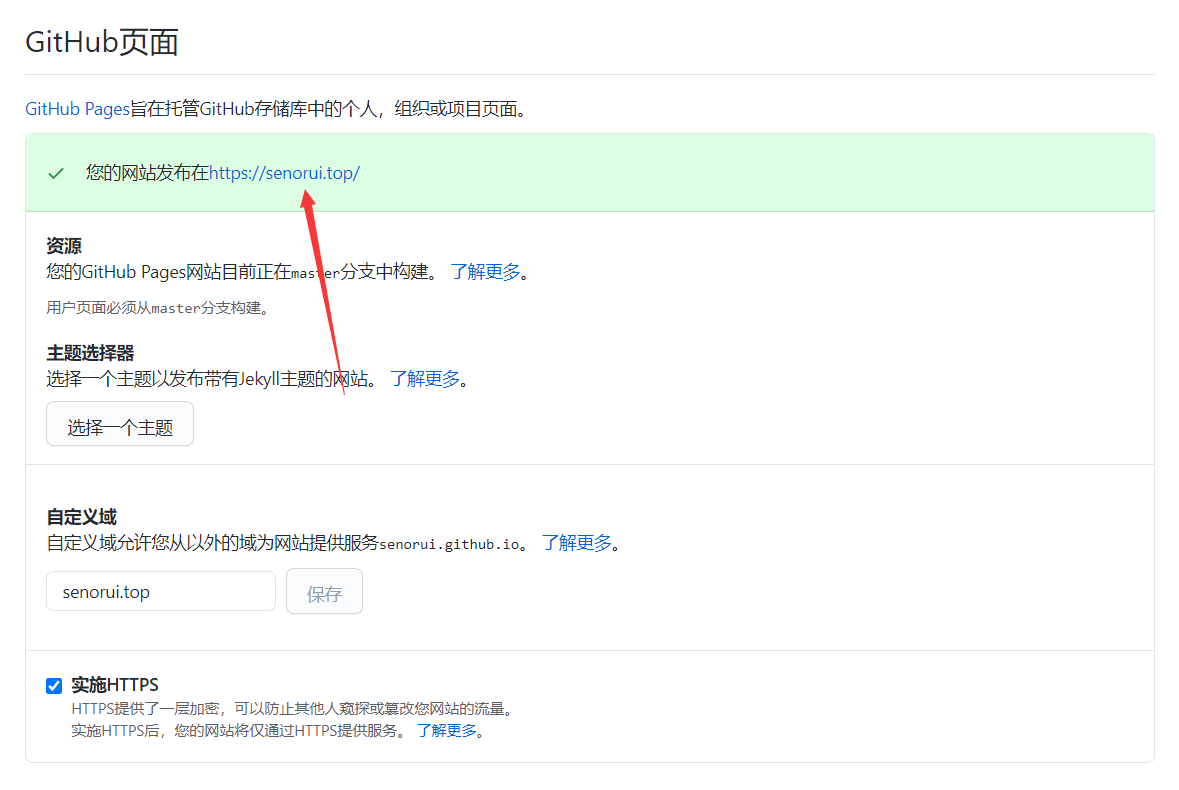 GitHub页面
GitHub Pages旨在托管GitHub存储库中的个人，组织或项目页面。
您的网站发布在https://senorui.top/
资源
您的GitHub Pages网站目前正在master分支中构建。 了解更多。
用户页面必须从master分支构建。
主题选择器
选择一个主题以发布带有Jekyll主题的网站。 了解更多。
选择一个主题
自定义域
自定义域允许您从以外的域为网站提供服务senorui.github.io。 了解更多。
senorui.top 保存
实施HTTPS
HTTPS提供了一层加密，可以防止其他人窥探或篡改您网站的流量。
实施HTTPS后，您的网站将仅通过HTTPS提供服务。 了解更多。